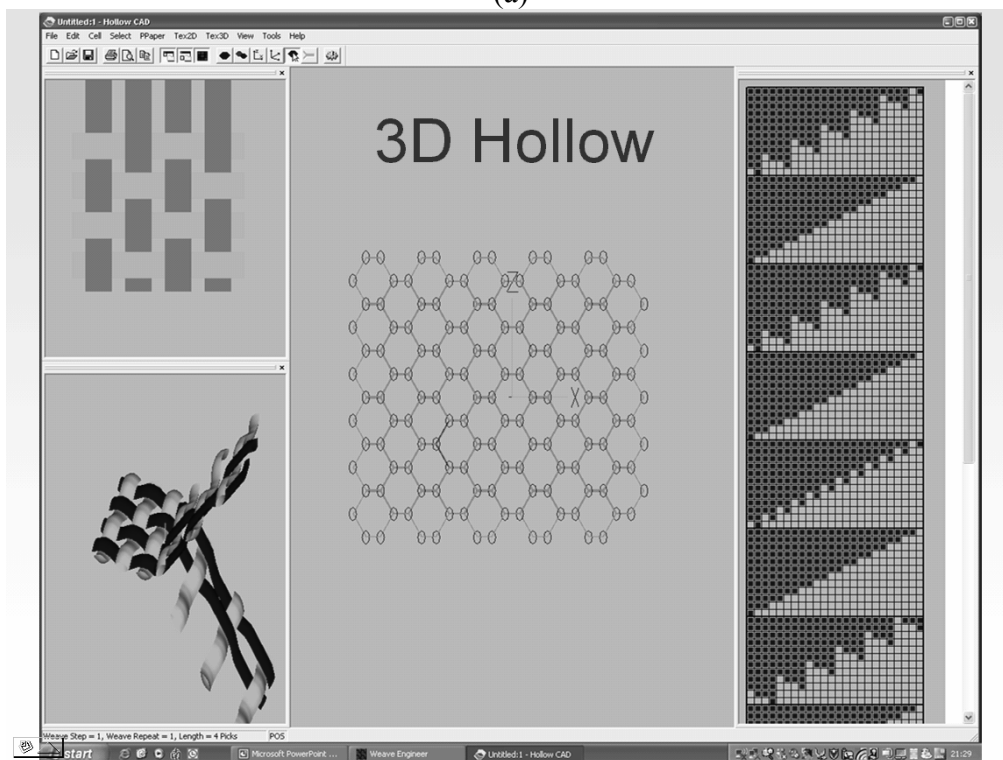 (a)
Untitled:1 - Hollow CAD
File Edit Cell Select PPaper Tex2D Tex3D View Tools Help
3D Hollow
Z
X
Weave Step = 1, Weave Repeat = 1, Length = 4 Picks POS
start Microsoft PowerPoint ... Weave Engineer Untitled:1 - Hollow CAD 21:29